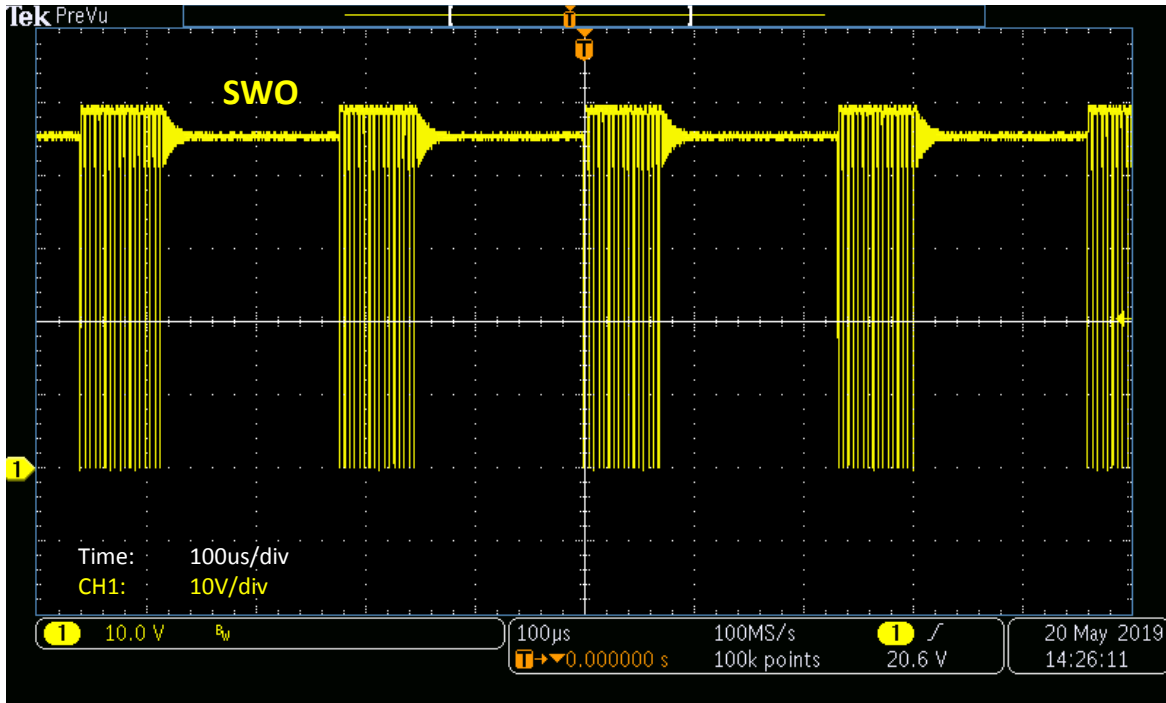 Tek PreVu
T
T
SWO
1
Time: 100us/div
CH1: 10V/div
1 10.0 V BW
100µs 100MS/s 1 20 May 2019
T→▼0.000000 s 100k points 20.6 V 14:26:11